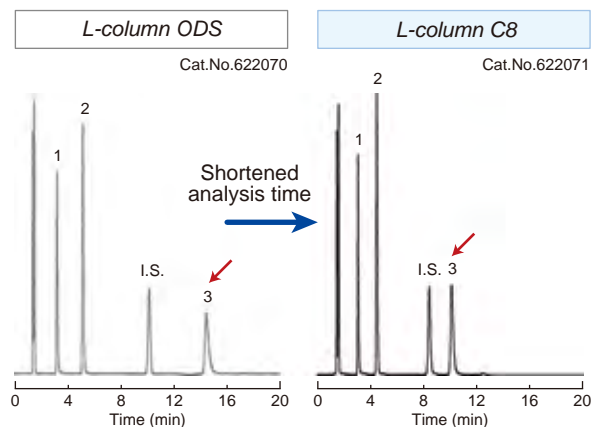 L-column ODS
Cat.No.622070
1
2
I.S.
3
0 4 8 12 16 20
Time (min)
Shortened
analysis time
L-column C8
Cat.No.622071
1
2
I.S. 3
0 4 8 12 16 20
Time (min)